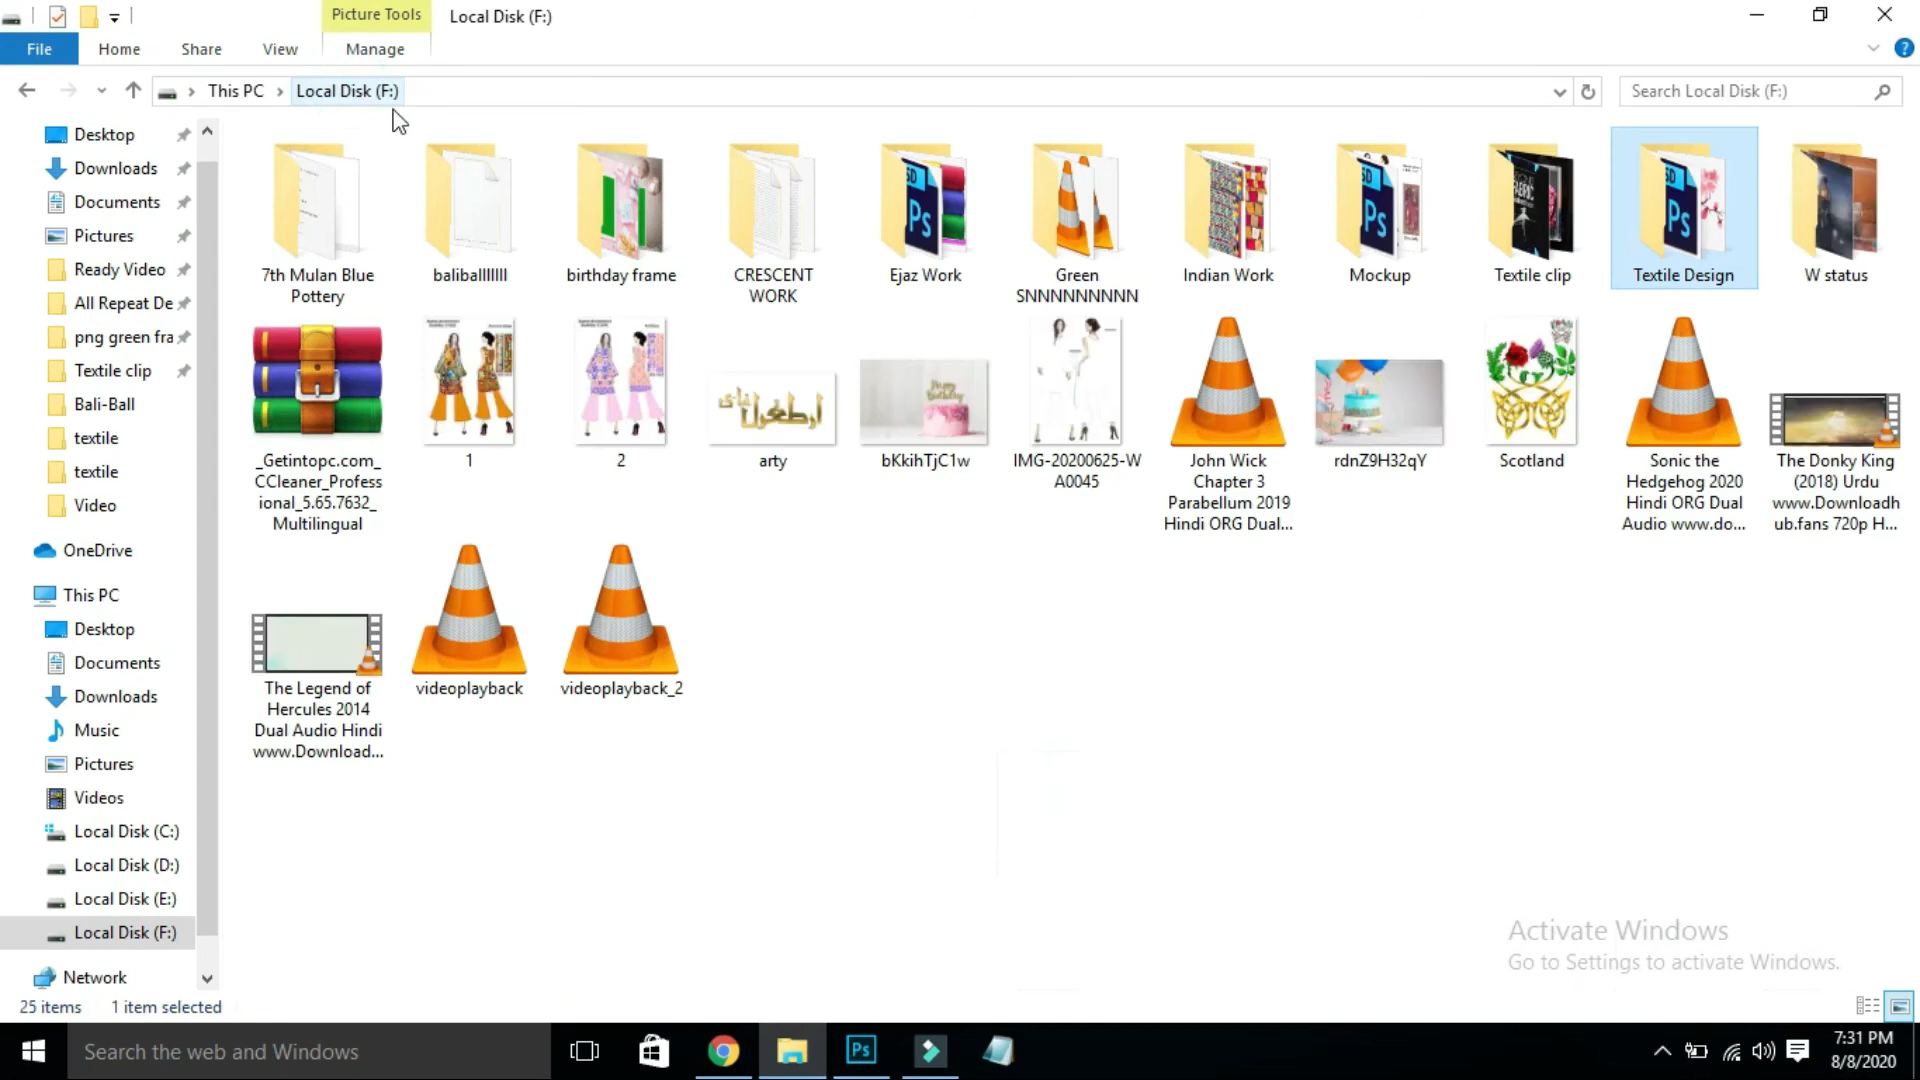 Picture Tools
Local Disk (F:)
File
Home
Share
View
Manage
This PC
Local Disk (F:)
Search Local Disk (F:)
Desktop
Downloads
Documents
Pictures
Ready Video
All Repeat De
png green fra
Textile clip
Bali-Ball
textile
textile
Video
OneDrive
This PC
Desktop
Documents
Downloads
Music
Pictures
Videos
Local Disk (C:)
Local Disk (D:)
Local Disk (E:)
Local Disk (F:)
Network
7th Mulan Blue
Pottery
baliballlllll
birthday frame
CRESCENT
WORK
Ejaz Work
Green
SNNNNNNNNN
Indian Work
Mockup
Textile clip
Textile Design
W status
_Getintopc.com_
CCleaner_Profess
ional_5.65.7632_
Multilingual
1
2
ارطغرل غازی
arty
Happy
Birthday
bKkihTjC1w
IMG-20200625-W
A0045
John Wick
Chapter 3
Parabellum 2019
Hindi ORG Dual...
rdnZ9H32qY
Scotland
Sonic the
Hedgehog 2020
Hindi ORG Dual
Audio www.do...
The Donky King
(2018) Urdu
www.Downloadh
ub.fans 720p H...
The Legend of
Hercules 2014
Dual Audio Hindi
www.Download...
videoplayback
videoplayback_2
Activate Windows
Go to Settings to activate Windows.
25 items
1 item selected
Search the web and Windows
Ps
7:31 PM
8/8/2020